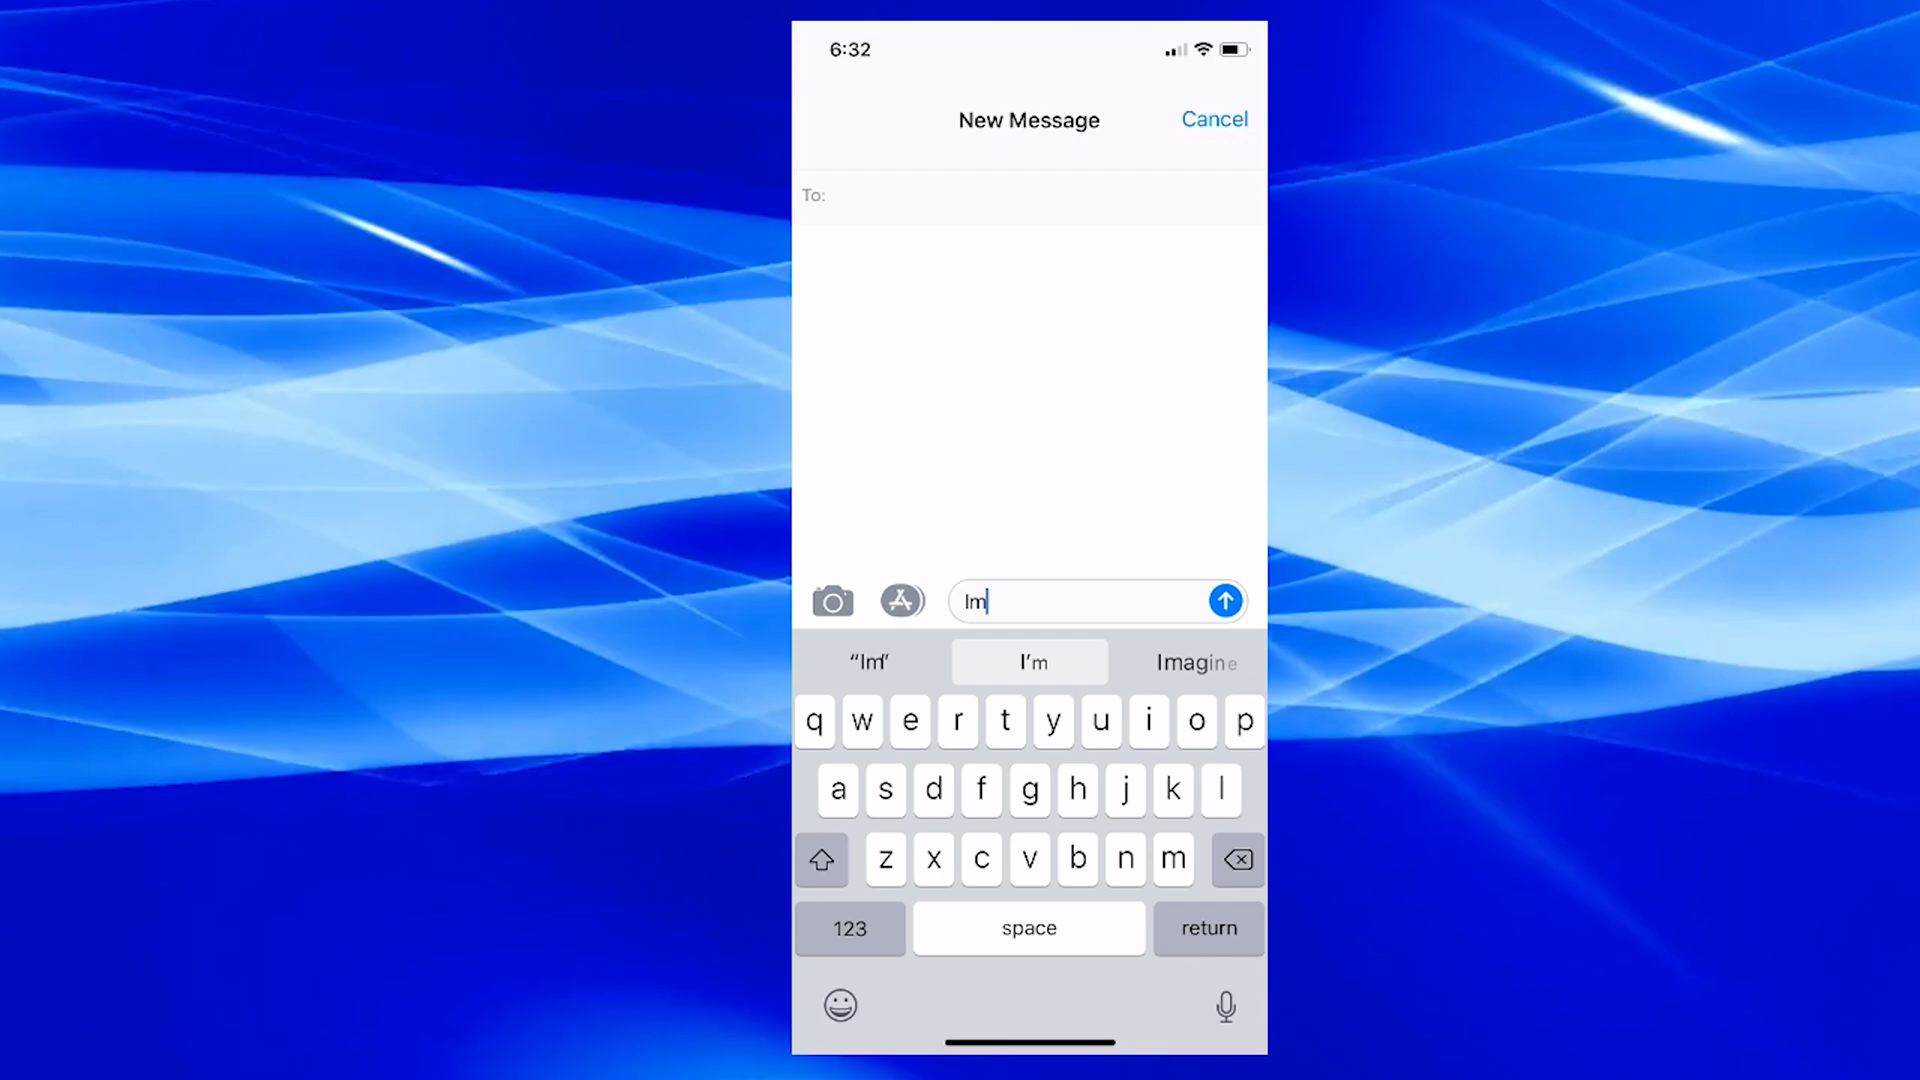 6:32
New Message
Cancel
To:
Im
“Im” I’m Imagine
q w e r t y u i o p
a s d f g h j k l
z x c v b n m
123 space return